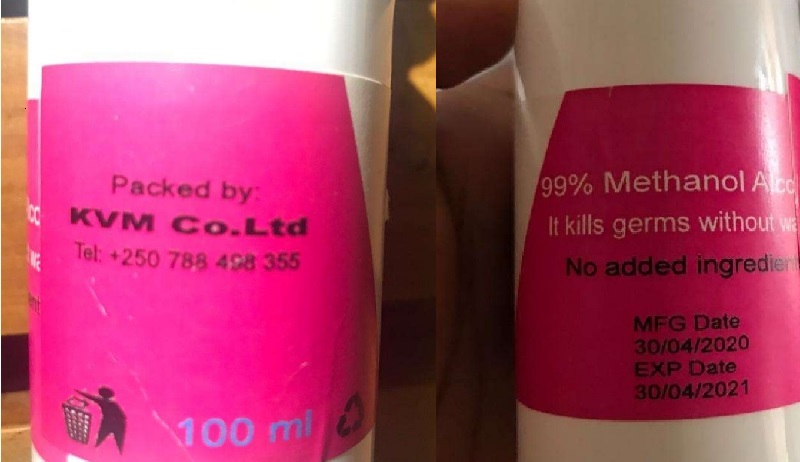 Packed by:
KVM Co.Ltd
Tel: +250 788 498 355
100 ml
99% Methanol
It kills germs without
No added
MFG Date
30/04/2020
EXP Date
30/04/2021